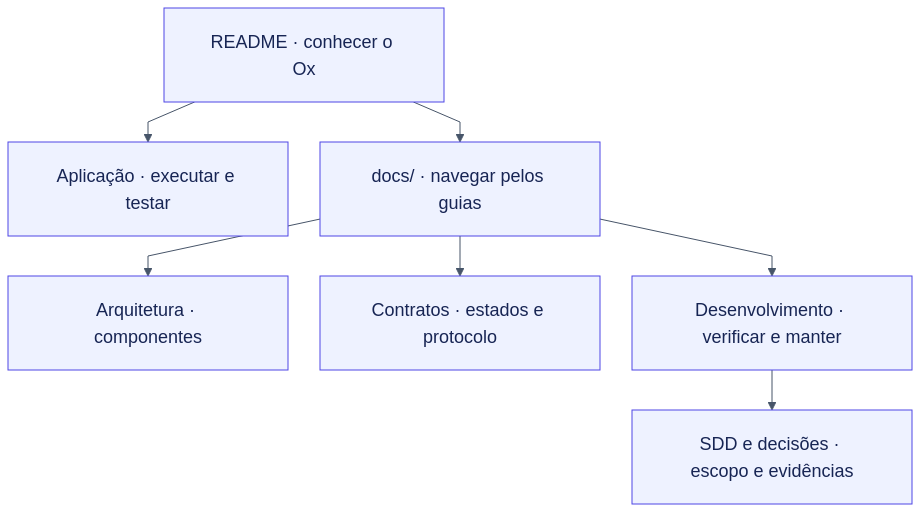 README · conhecer o
Ox
Aplicação · executar e
testar
docs/ · navegar pelos
guias
Arquitetura ·
componentes
Contratos · estados e
protocolo
Desenvolvimento ·
verificar e manter
SDD e decisões ·
escopo e evidências